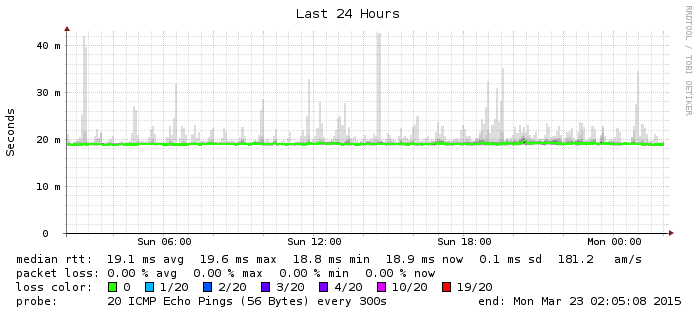 Last 24 Hours
RRDTOOL / TOBI OETIKER
Seconds
40 m
30 m
20 m
10 m
0
Sun 06:00 Sun 12:00 Sun 18:00 Mon 00:00
median rtt: 19.1 ms avg 19.6 ms max 18.8 ms min 18.9 ms now 0.1 ms sd 181.2 am/s
packet loss: 0.00 % avg 0.00 % max 0.00 % min 0.00 % now
loss color: 0 1/20 2/20 3/20 4/20 10/20 19/20
probe: 20 ICMP Echo Pings (56 Bytes) every 300s end: Mon Mar 23 02:05:08 2015